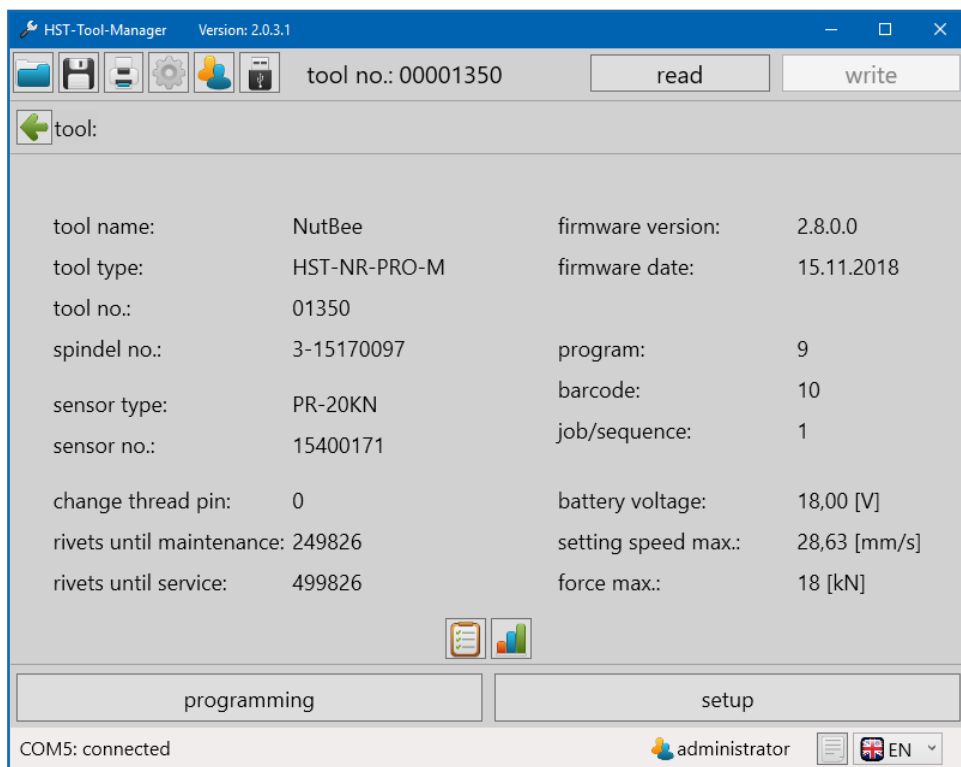 HST-Tool-Manager Version: 2.0.3.1
tool no.: 00001350 read write
tool:
tool name: NutBee firmware version: 2.8.0.0
tool type: HST-NR-PRO-M firmware date: 15.11.2018
tool no.: 01350
spindel no.: 3-15170097 program: 9
barcode: 10
sensor type: PR-20KN
job/sequence: 1
sensor no.: 15400171
change thread pin: 0 battery voltage: 18,00 [V]
rivets until maintenance: 249826 setting speed max.: 28,63 [mm/s]
rivets until service: 499826 force max.: 18 [kN]
programming setup
COM5: connected administrator EN